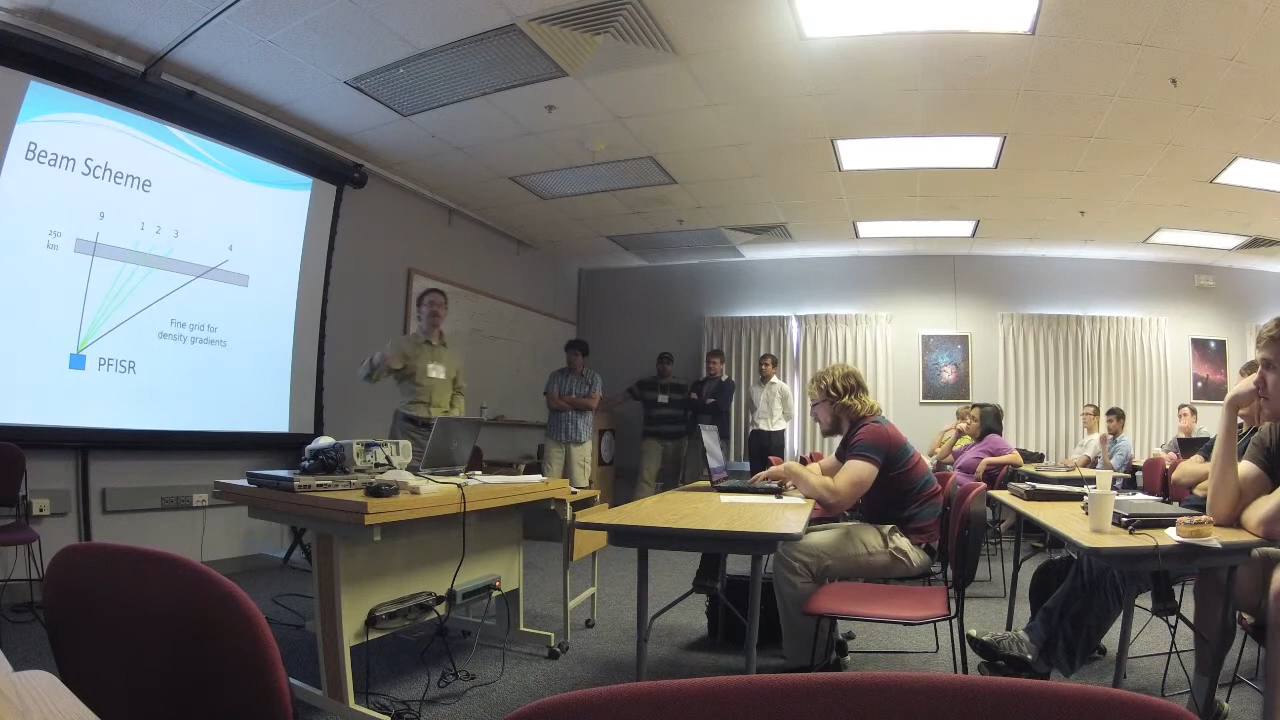 Beam Scheme
9
1 2 3
4
250
km
Fine grid for
density gradients
PFISR